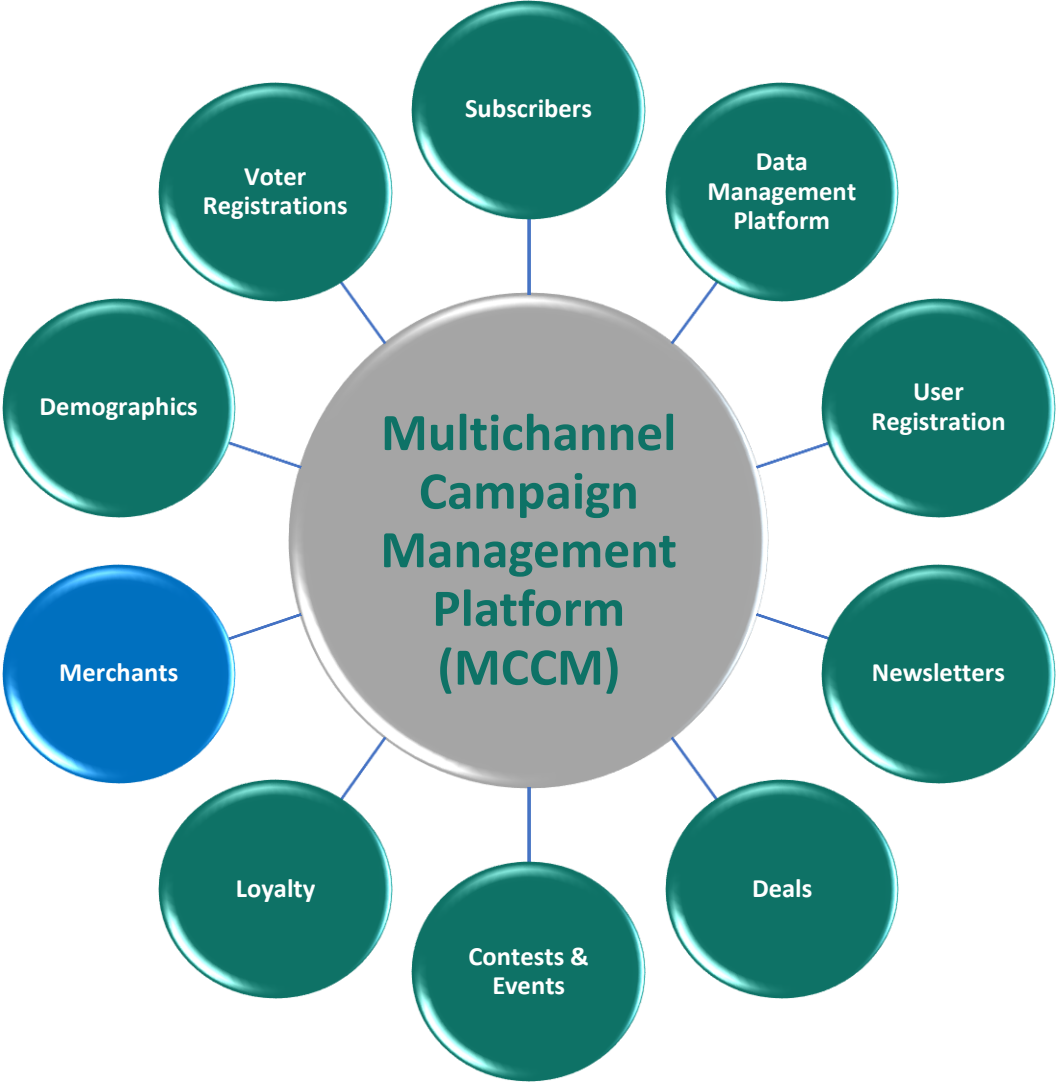 Subscribers
Data
Management
Platform
User
Registration
Newsletters
Deals
Contests &
Events
Loyalty
Merchants
Demographics
Voter
Registrations
Multichannel
Campaign
Management
Platform
(MCCM)